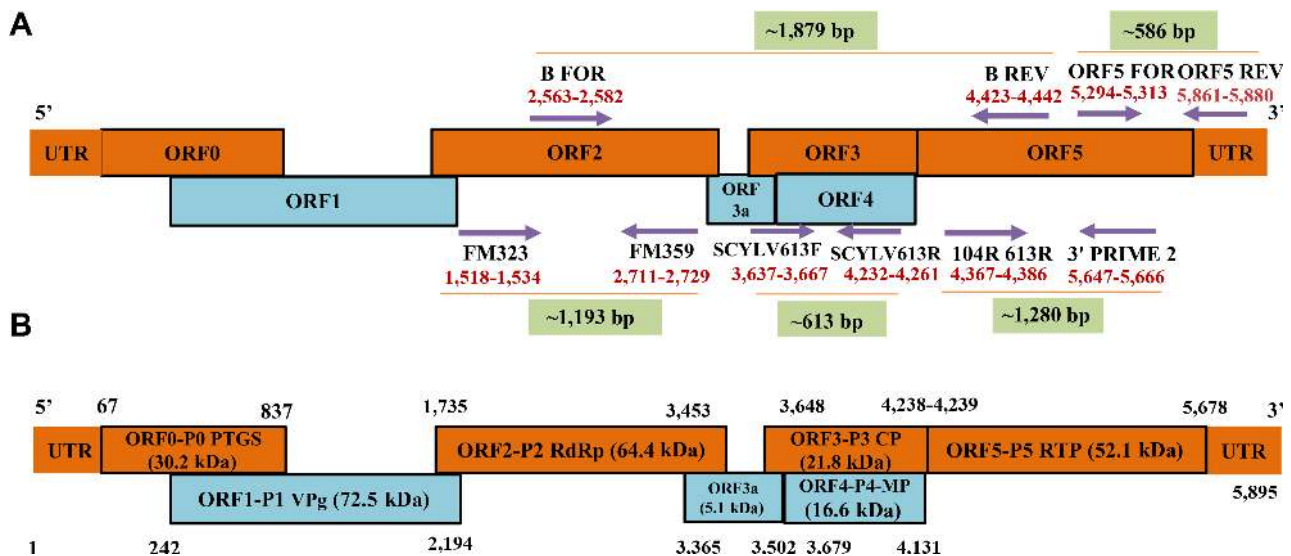 A
~1,879 bp
~586 bp
B FOR
B REV
ORF5 FOR ORF5 REV
2,563-2,582
4,423-4,442
5,294-5,313
5,861-5,880
5’
3’
UTR
ORF0
ORF2
ORF3
ORF5
UTR
ORF1
ORF
3a
ORF4
FM323
FM359
SCYLV613F
SCYLV613R
104R 613R
3' PRIME 2
1,518-1,534
2,711-2,729
3,637-3,667
4,232-4,261
4,367-4,386
5,647-5,666
~1,193 bp
~613 bp
~1,280 bp
B
5’
67
837
1,735
3,453
3,648
4,238-4,239
5,678
3’
UTR
ORF0-P0 PTGS
(30.2 kDa)
ORF2-P2 RdRp (64.4 kDa)
ORF3-P3 CP
(21.8 kDa)
ORF5-P5 RTP (52.1 kDa)
UTR
ORF1-P1 VPg (72.5 kDa)
ORF3a
(5.1 kDa)
ORF4-P4-MP
(16.6 kDa)
5,895
1
242
2,194
3,365
3,502
3,679
4,131